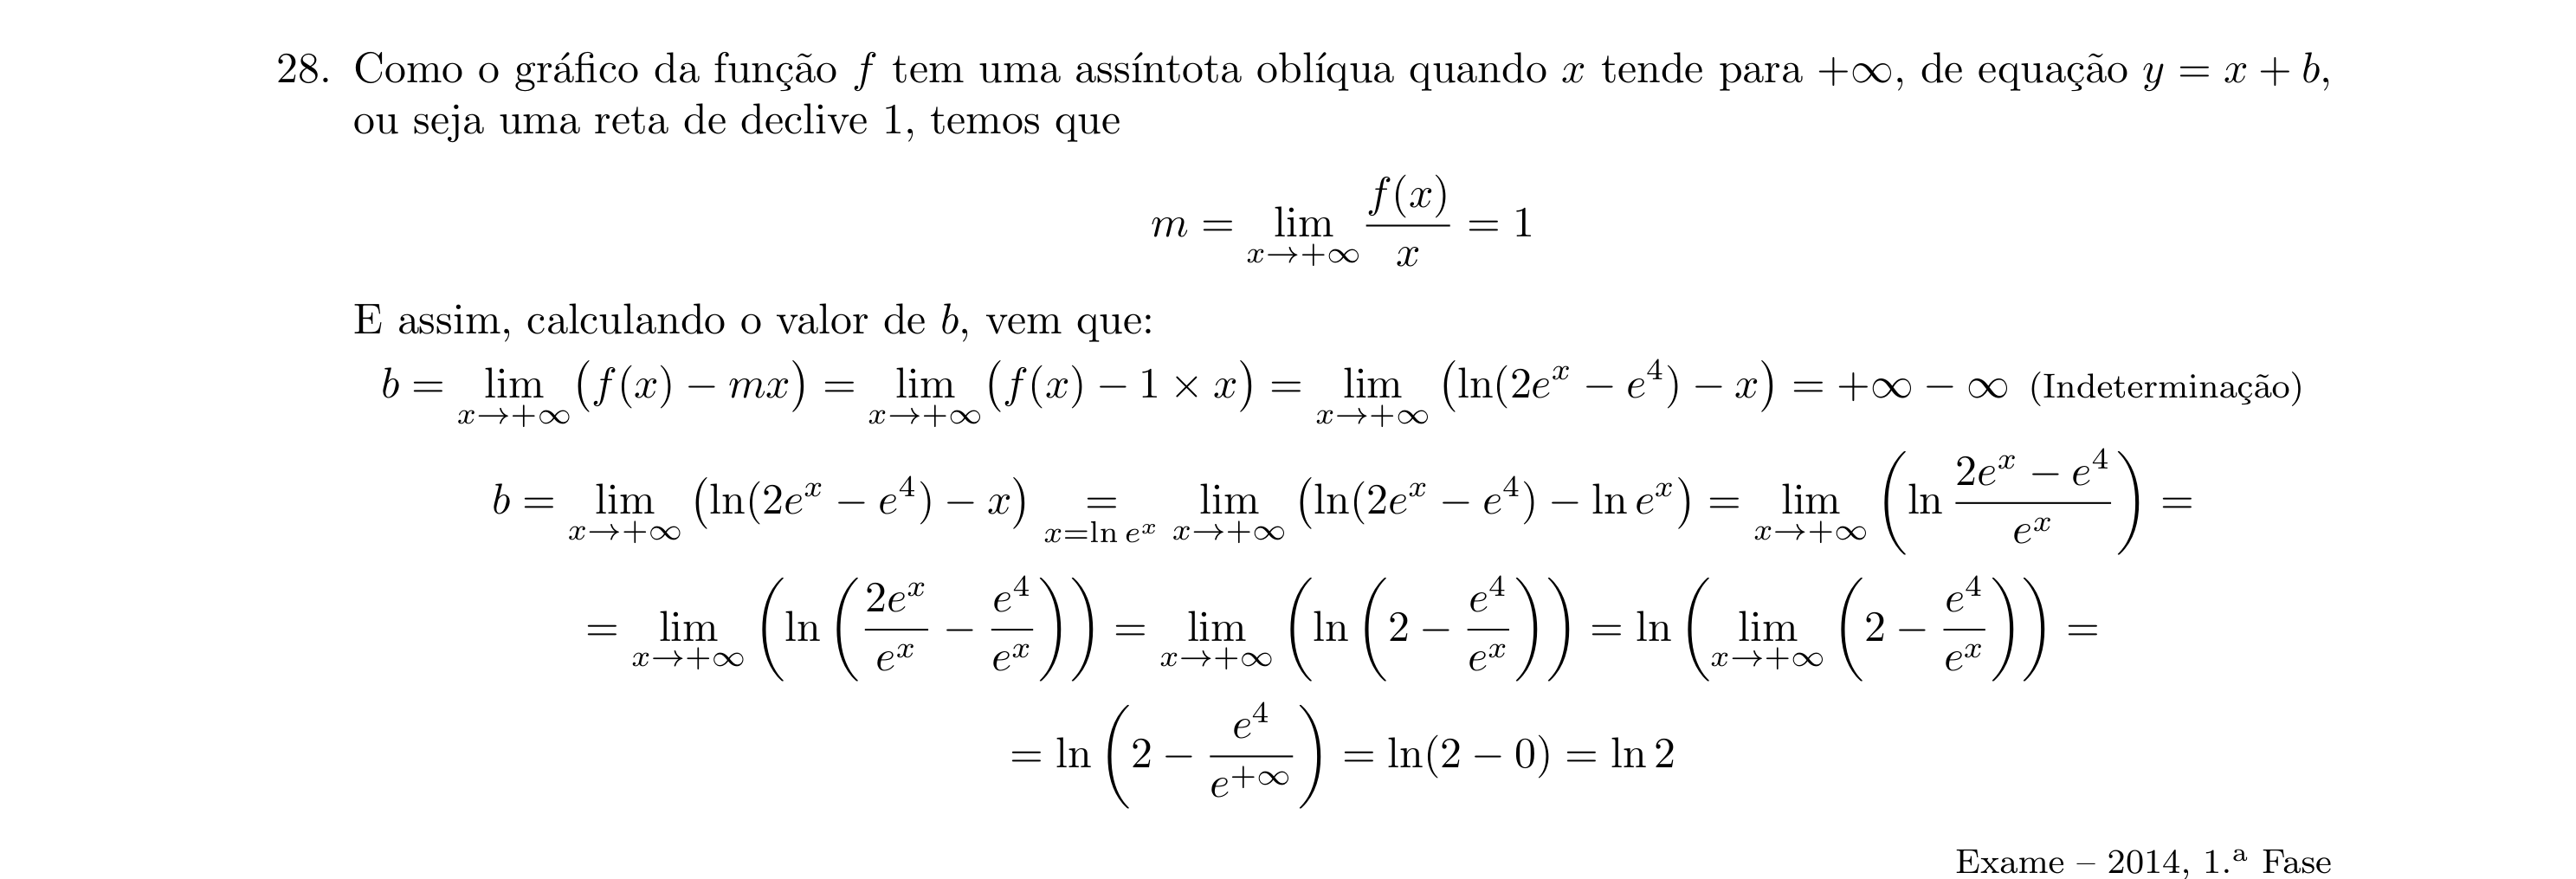 28. Como o gráfico da função f tem uma assíntota oblíqua quando x tende para +∞, de equação y = x + b,
ou seja uma reta de declive 1, temos que
m = lim_{x→+∞} f(x)/x = 1
E assim, calculando o valor de b, vem que:
b = lim_{x→+∞} (f(x) − mx) = lim_{x→+∞} (f(x) − 1 × x) = lim_{x→+∞} (ln(2e^x − e^4) − x) = +∞ − ∞ (Indeterminação)
b = lim_{x→+∞} (ln(2e^x − e^4) − x) =_{x=ln e^x} lim_{x→+∞} (ln(2e^x − e^4) − ln e^x) = lim_{x→+∞} (ln (2e^x − e^4)/e^x) =
= lim_{x→+∞} (ln (2e^x/e^x − e^4/e^x)) = lim_{x→+∞} (ln (2 − e^4/e^x)) = ln (lim_{x→+∞} (2 − e^4/e^x)) =
= ln (2 − e^4/e^{+∞}) = ln(2 − 0) = ln 2
Exame – 2014, 1.ª Fase